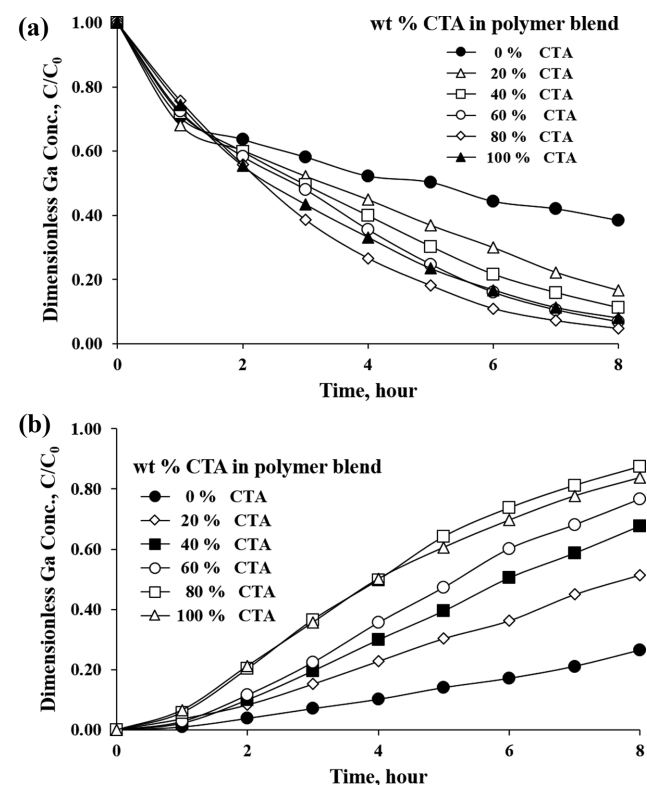 (a)
wt % CTA in polymer blend
0 % CTA
20 % CTA
40 % CTA
60 % CTA
80 % CTA
100 % CTA
Dimensionless Ga Conc., C/C0
1.00
0.80
0.60
0.40
0.20
0.00
0 2 4 6 8
Time, hour
(b)
wt % CTA in polymer blend
0 % CTA
20 % CTA
40 % CTA
60 % CTA
80 % CTA
100 % CTA
Dimensionless Ga Conc., C/C0
1.00
0.80
0.60
0.40
0.20
0.00
0 2 4 6 8
Time, hour